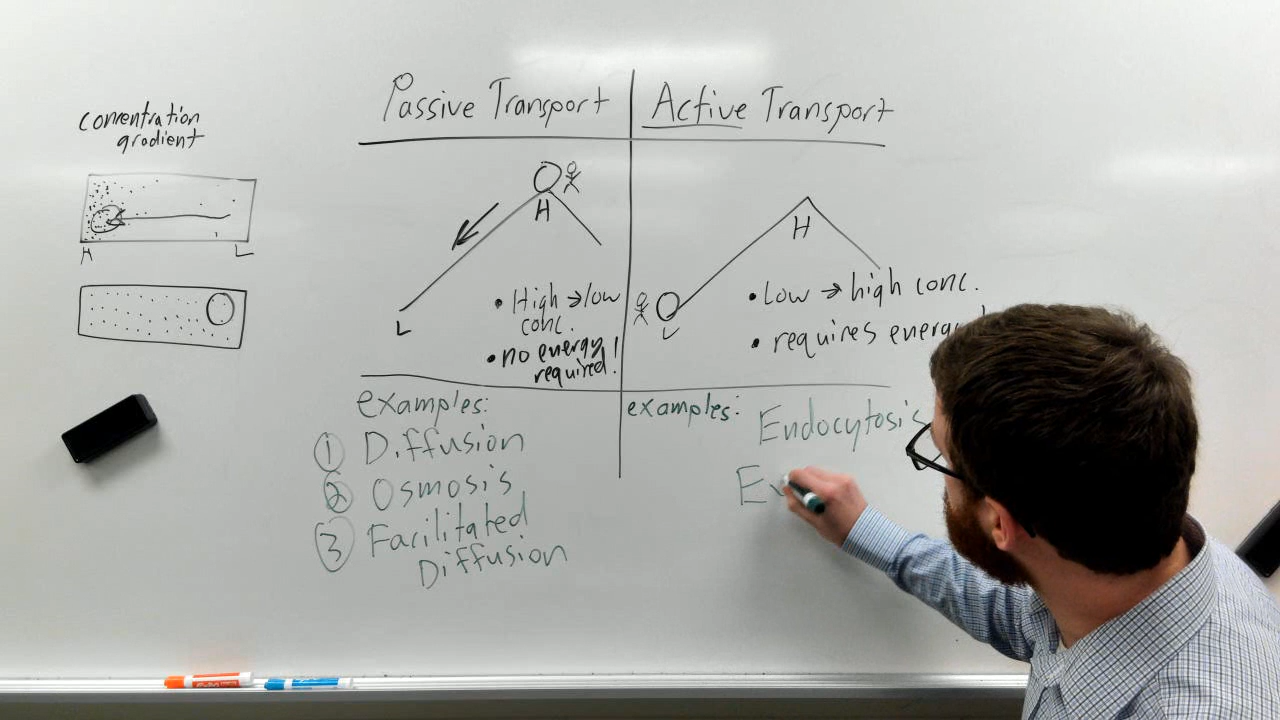 concentration
gradient
H L
Passive Transport
H
L
• High → low
conc.
• no energy
required!
examples:
1 Diffusion
2 Osmosis
3 Facilitated
Diffusion
Active Transport
H
L
• Low → high conc.
• requires energy!
examples: Endocytosis
Ex